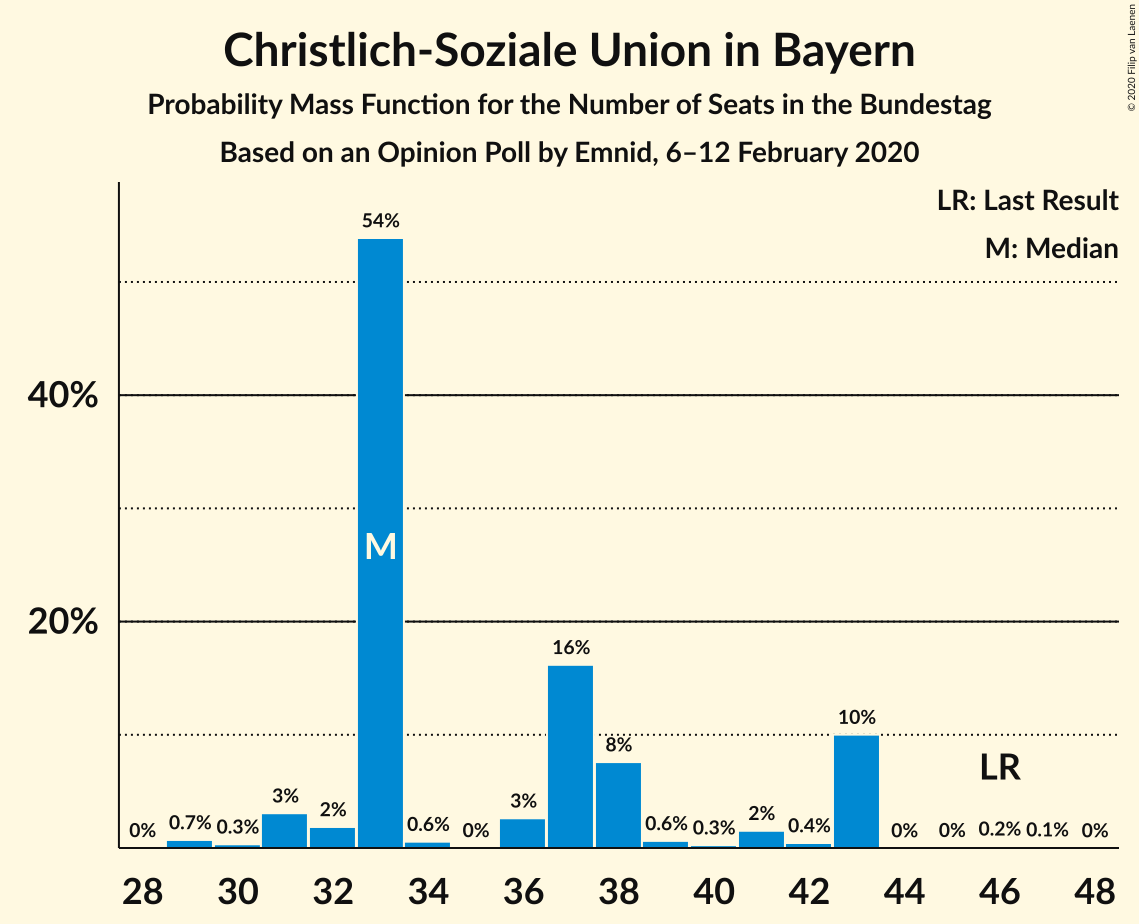 Christlich-Soziale Union in Bayern
Probability Mass Function for the Number of Seats in the Bundestag
Based on an Opinion Poll by Emnid, 6–12 February 2020
© 2020 Filip van Laenen
LR: Last Result
M: Median
54%
40%
M
20%
16%
10%
8%
LR
3%
2%
3%
2%
0%
0.7%
0.3%
0.6%
0%
0.6%
0.3%
0.4%
0%
0%
0.2%
0.1%
0%
28 30 32 34 36 38 40 42 44 46 48